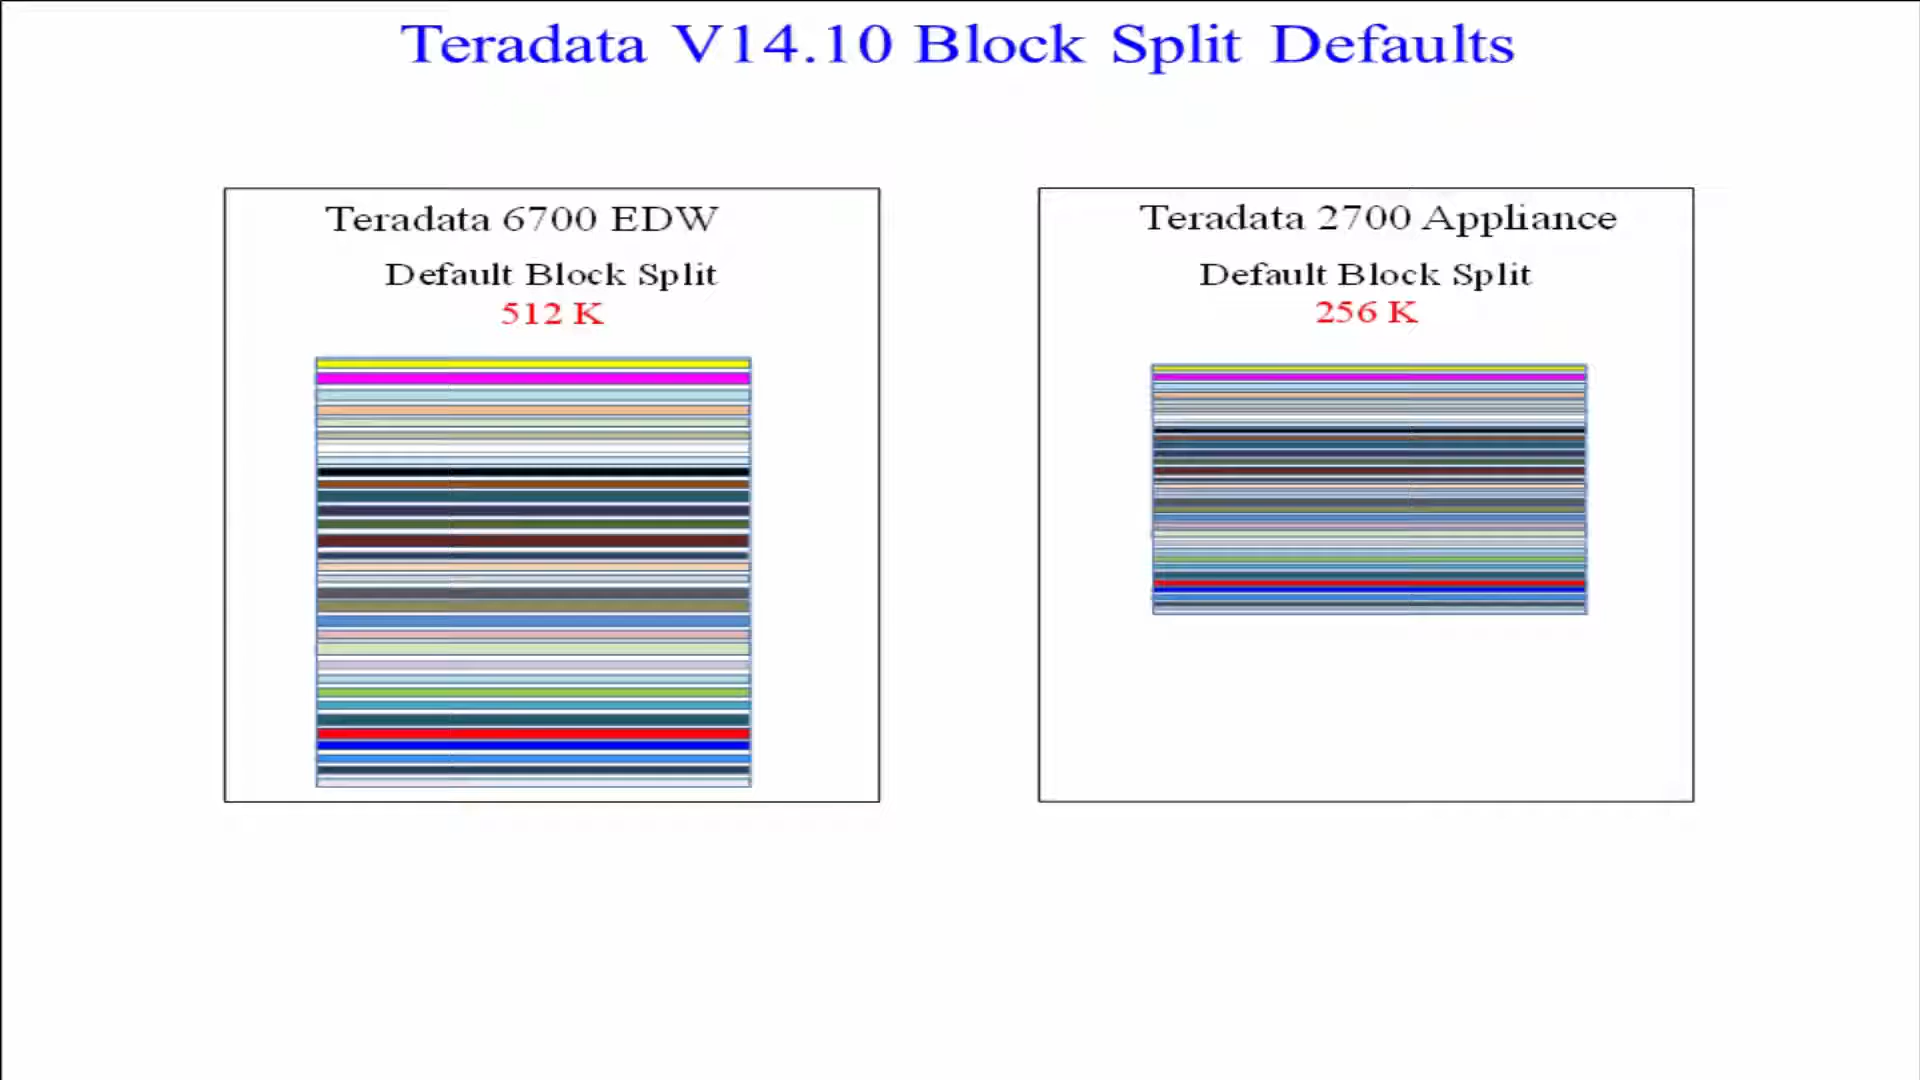 Teradata V14.10 Block Split Defaults
Teradata 6700 EDW
Default Block Split
512 K
Teradata 2700 Appliance
Default Block Split
256 K